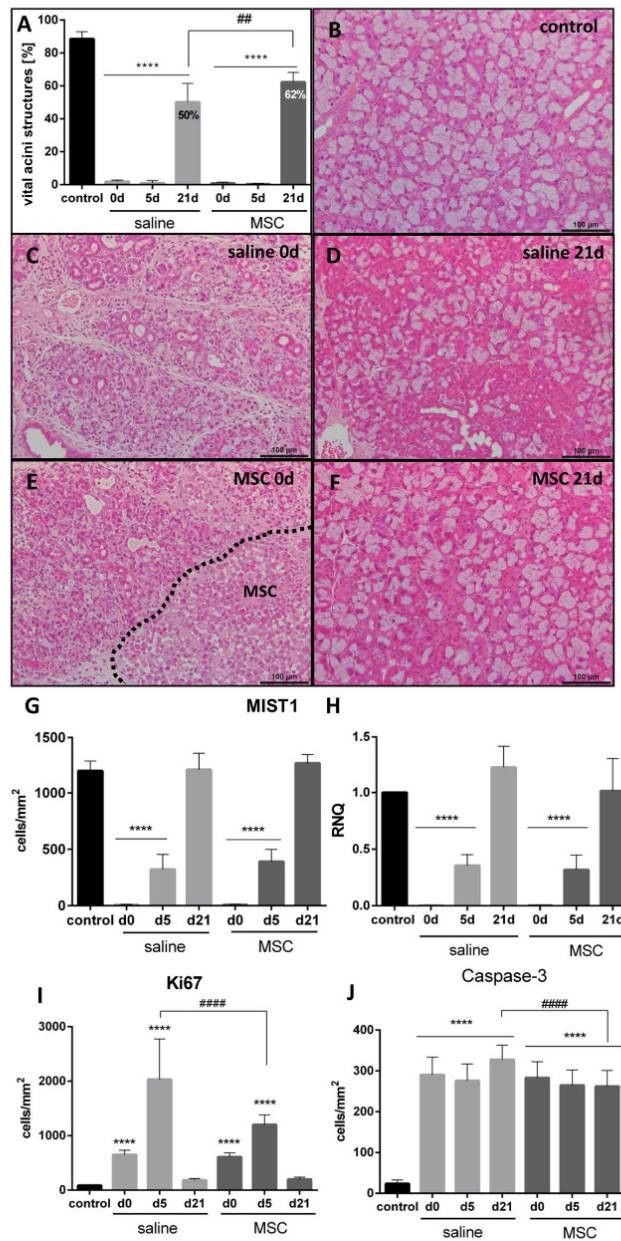 A
vital acini structures [%]
100
80
60
40
20
0
****
##
****
50%
62%
control
0d
5d
21d
0d
5d
21d
saline
MSC
B
control
100 µm
C
saline 0d
100 µm
D
saline 21d
100 µm
E
MSC 0d
MSC
100 µm
F
MSC 21d
100 µm
G
MIST1
H
cells/mm²
1500
1000
500
0
****
****
control
d0
d5
d21
d0
d5
d21
saline
MSC
RNQ
1.5
1.0
0.5
0.0
****
****
control
0d
5d
21d
0d
5d
21d
saline
MSC
I
Ki67
cells/mm²
3000
2000
1000
0
####
****
****
****
****
control
d0
d5
d21
d0
d5
d21
saline
MSC
J
Caspase-3
cells/mm²
400
300
200
100
0
####
****
****
control
d0
d5
d21
d0
d5
d21
saline
MSC